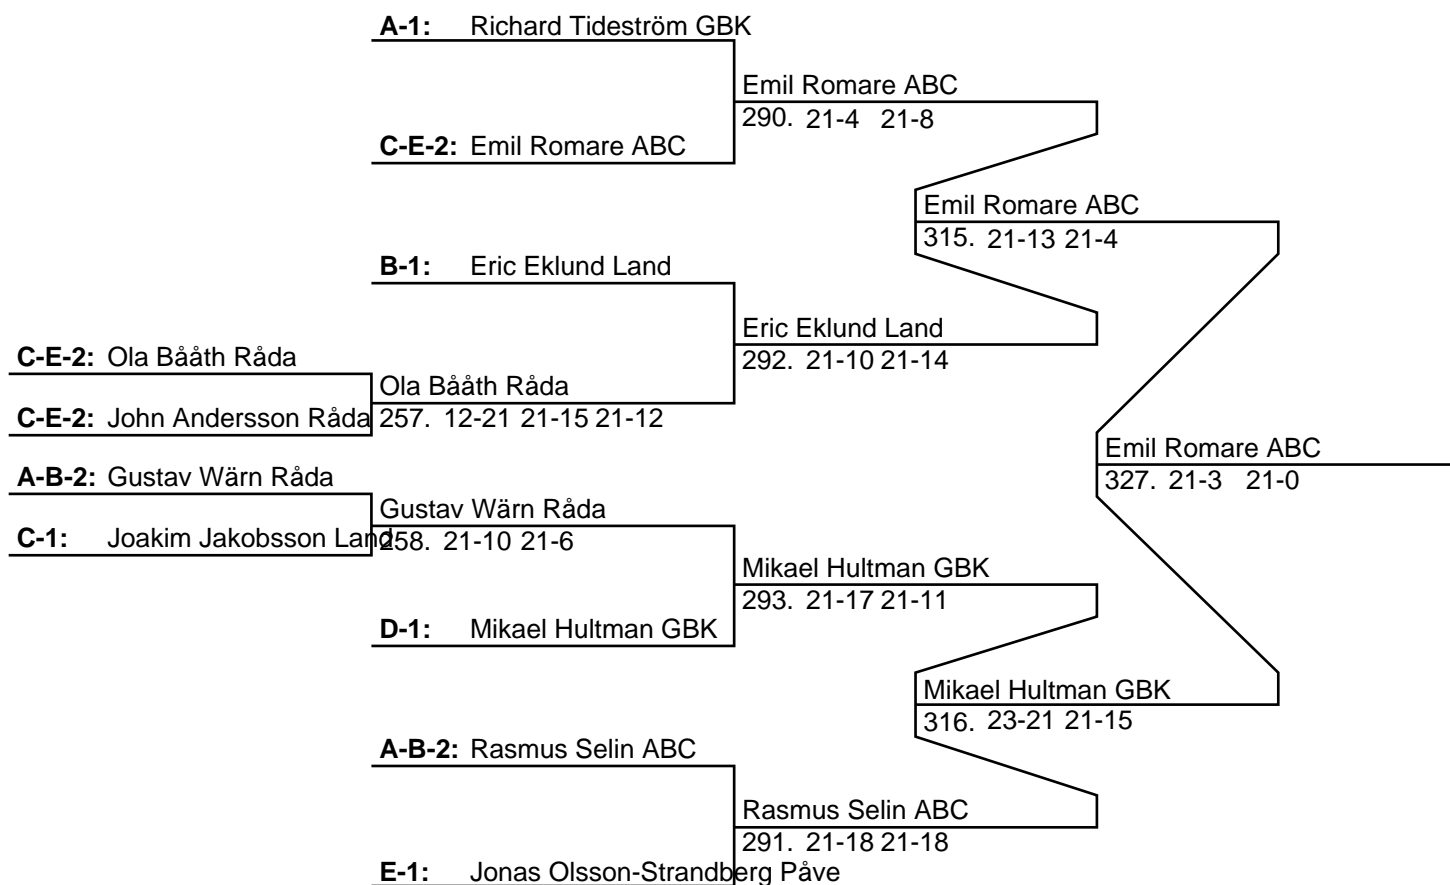 A-1: Richard Tideström GBK
Emil Romare ABC
290. 21-4 21-8
C-E-2: Emil Romare ABC
Emil Romare ABC
315. 21-13 21-4
B-1: Eric Eklund Land
Eric Eklund Land
292. 21-10 21-14
C-E-2: Ola Bååth Råda
Ola Bååth Råda
C-E-2: John Andersson Råda
257. 12-21 21-15 21-12
Emil Romare ABC
327. 21-3 21-0
A-B-2: Gustav Wärn Råda
Gustav Wärn Råda
C-1: Joakim Jakobsson Land
258. 21-10 21-6
Mikael Hultman GBK
293. 21-17 21-11
D-1: Mikael Hultman GBK
Mikael Hultman GBK
316. 23-21 21-15
A-B-2: Rasmus Selin ABC
Rasmus Selin ABC
291. 21-18 21-18
E-1: Jonas Olsson-Strandberg Påve